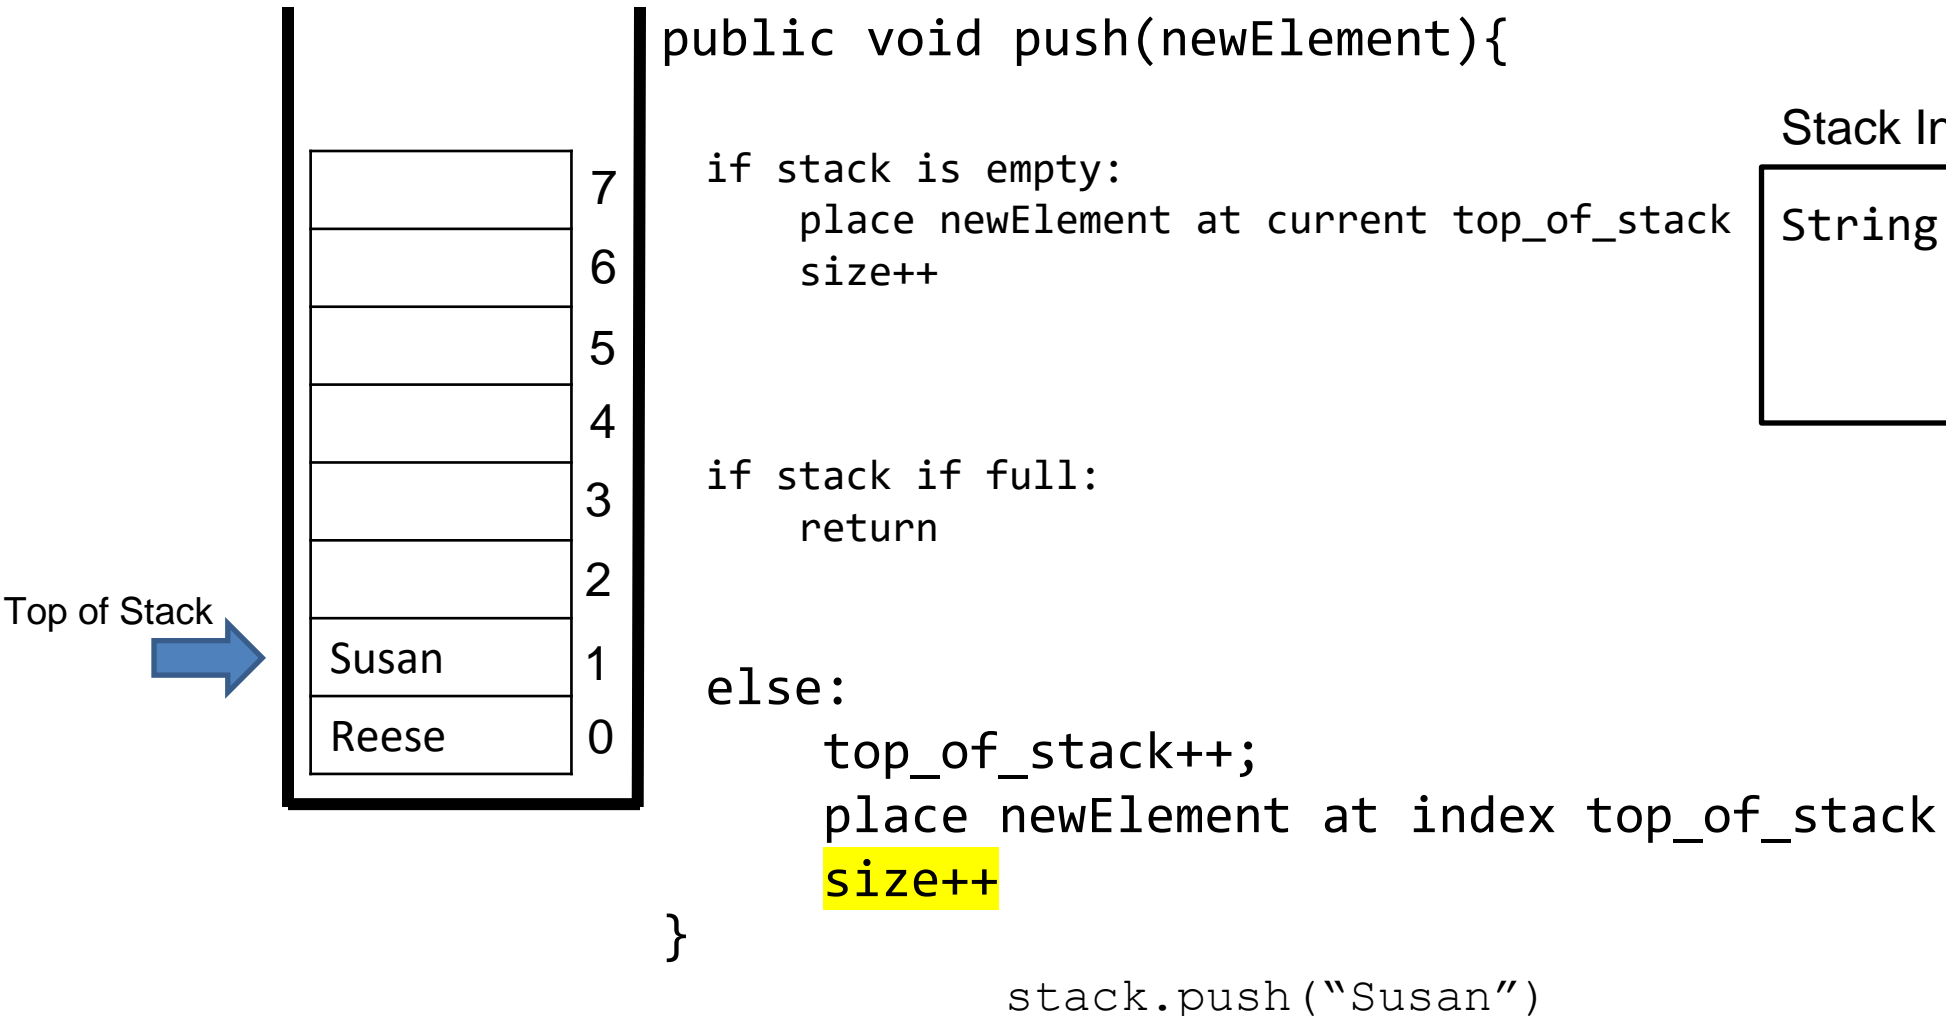 public void push(newElement){
Stack In
if stack is empty:
7
place newElement at current top_of_stack
String
size++
6
5
4
if stack if full:
3
return
2
Top of Stack
Susan
1
else:
Reese
0
top_of_stack++;
place newElement at index top_of_stack
size++
}
stack.push(“Susan”)